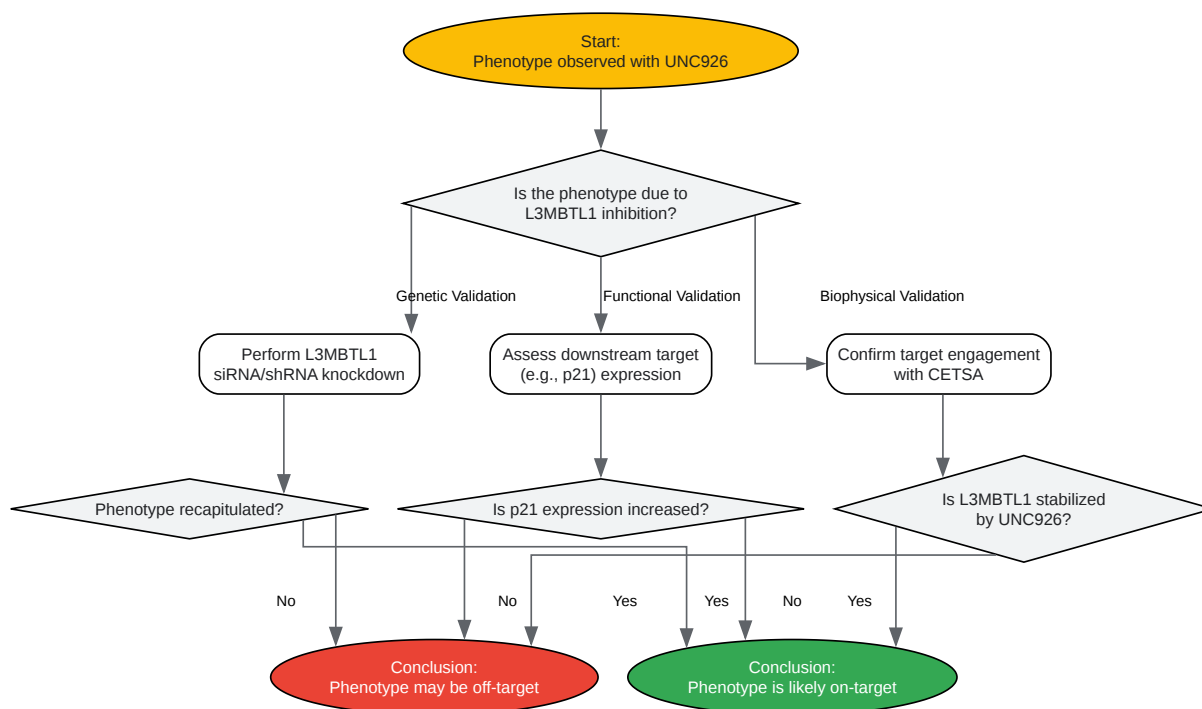 Start:
Phenotype observed with UNC926
Is the phenotype due to
L3MBTL1 inhibition?
Genetic Validation
Functional Validation
Biophysical Validation
Perform L3MBTL1
siRNA/shRNA knockdown
Assess downstream target
(e.g., p21) expression
Confirm target engagement
with CETSA
Phenotype recapitulated?
Is p21 expression increased?
Is L3MBTL1 stabilized
by UNC926?
No
No
Yes
Yes
No
Yes
Conclusion:
Phenotype may be off-target
Conclusion:
Phenotype is likely on-target